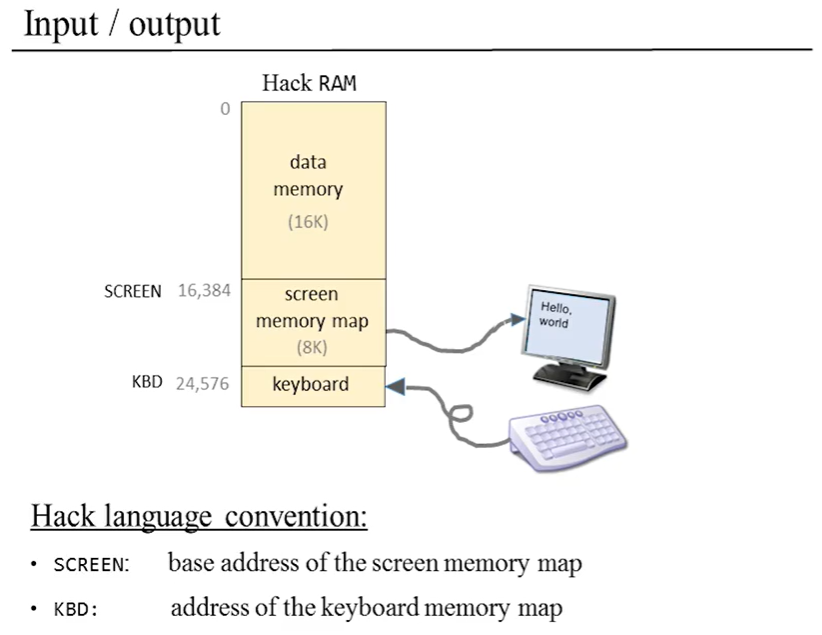 Input / output
Hack RAM
0
data
memory
(16K)
SCREEN 16,384
screen
memory map
(8K)
Hello,
world
KBD 24,576
keyboard
Hack language convention:
• SCREEN: base address of the screen memory map
• KBD: address of the keyboard memory map